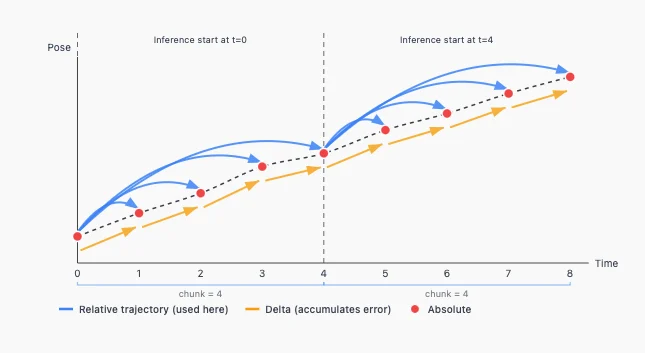 Inference start at t=0
Inference start at t=4
Pose
Time
0 1 2 3 4 5 6 7 8
chunk = 4
chunk = 4
Relative trajectory (used here)
Delta (accumulates error)
Absolute